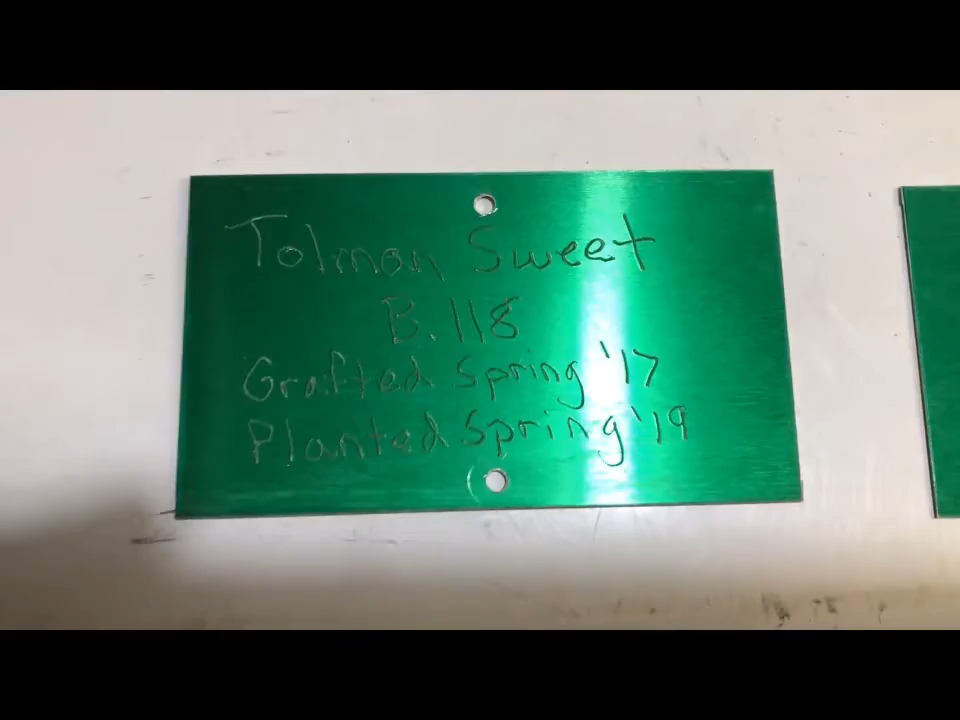 Tolman Sweet
B.118
Grafted Spring '17
Planted Spring '19